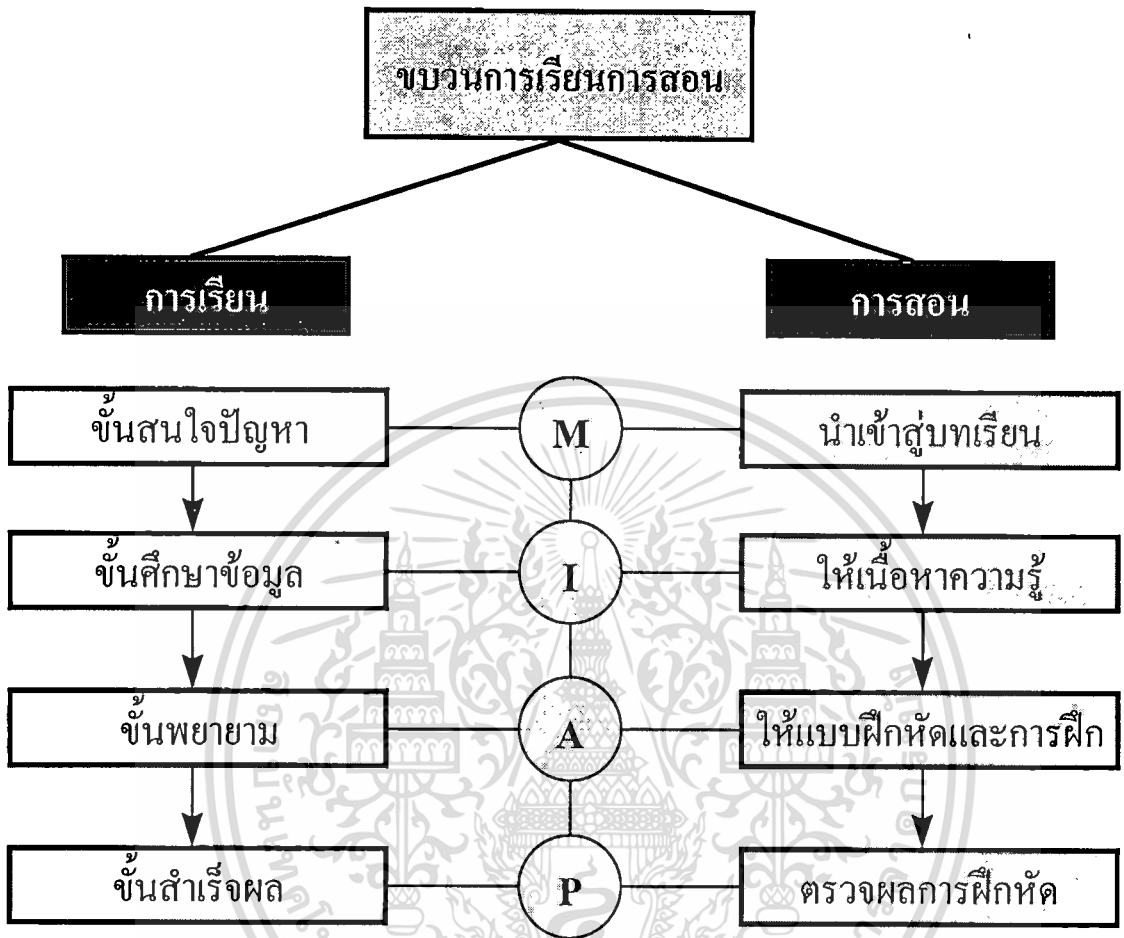 ขบวนการเรียนการสอน
การเรียน
การสอน
ขั้นสนใจปัญหา
M
นำเข้าสู่บทเรียน
ขั้นศึกษาข้อมูล
I
ให้เนื้อหาความรู้
ขั้นพยายาม
A
ให้แบบฝึกหัดและการฝึก
ขั้นสำเร็จผล
P
ตรวจผลการฝึกหัด